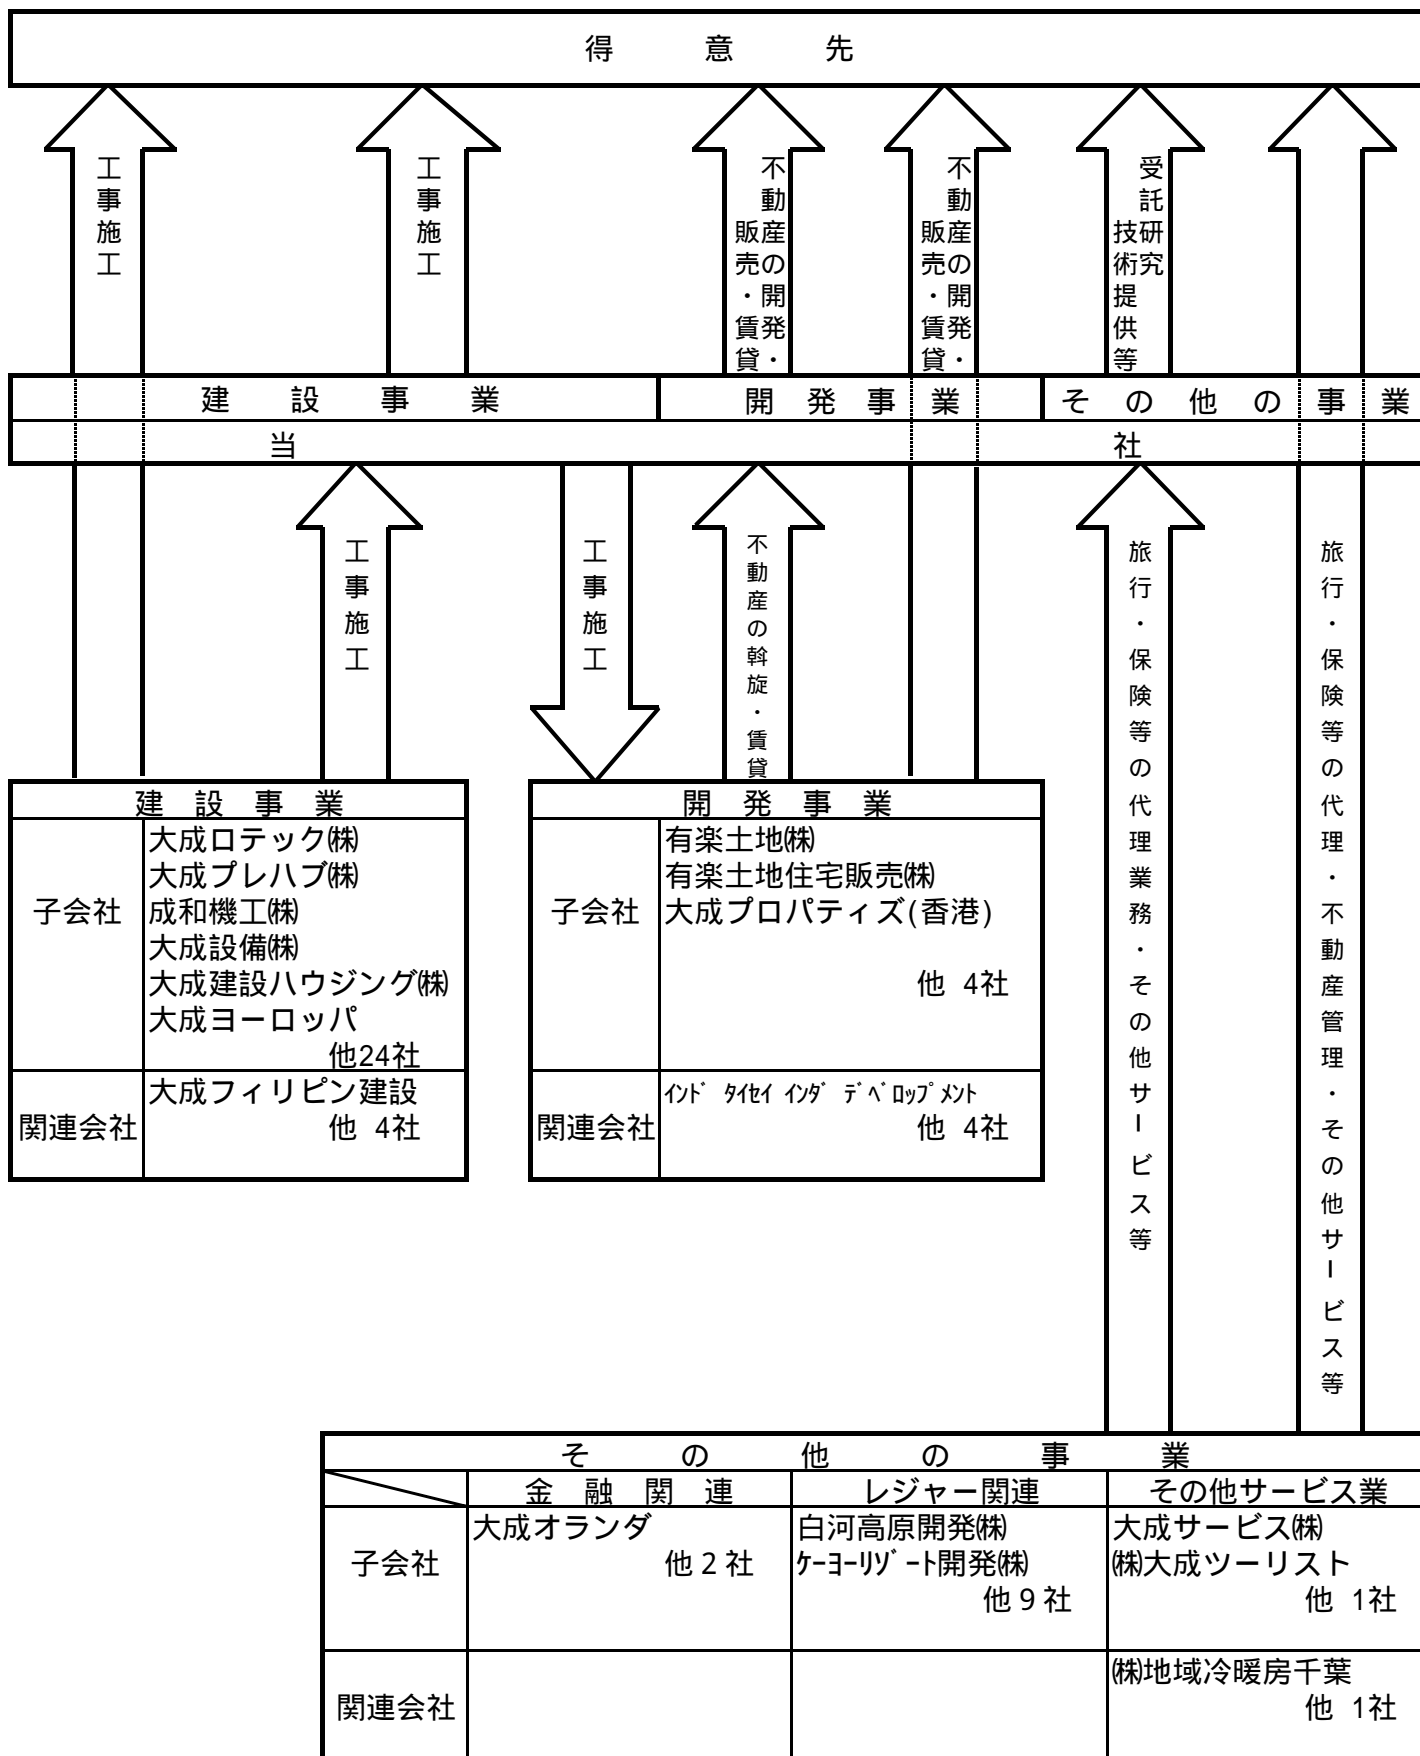 得意先
工事施工
工事施工
不動産の開発・
販売・賃貸
不動産の開発・
販売・賃貸
受託研究
技術提供等
建設事業
開発事業
その他の事業
当社
工事施工
工事施工
不動産の斡旋・賃貸
旅行・保険等の代理業務・その他サービス等
旅行・保険等の代理・不動産管理・その他サービス等
建設事業
子会社
大成ロテック㈱
大成プレハブ㈱
成和機工㈱
大成設備㈱
大成建設ハウジング㈱
大成ヨーロッパ
他24社
関連会社
大成フィリピン建設
他 4社
開発事業
子会社
有楽土地㈱
有楽土地住宅販売㈱
大成プロパティズ(香港)
他 4社
関連会社
ｲﾝﾄﾞ ﾀｲｾｲ ｲﾝﾀﾞ ﾃﾞﾍﾞﾛｯﾌﾟﾒﾝﾄ
他 4社
その他の事業
金融関連
レジャー関連
その他サービス業
子会社
大成オランダ
他２社
白河高原開発㈱
ｹｰﾖｰﾘｿﾞｰﾄ開発㈱
他９社
大成サービス㈱
㈱大成ツーリスト
他 1社
関連会社
㈱地域冷暖房千葉
他 1社